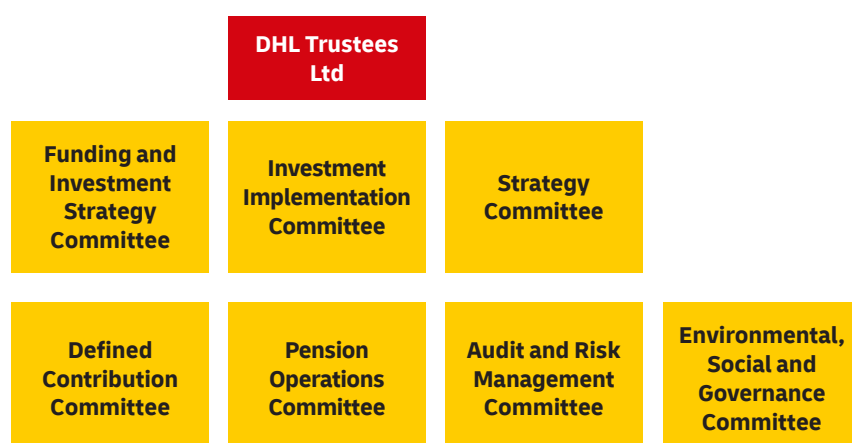 DHL Trustees
Ltd
Funding and
Investment
Strategy
Committee
Investment
Implementation
Committee
Strategy
Committee
Defined
Contribution
Committee
Pension
Operations
Committee
Audit and Risk
Management
Committee
Environmental,
Social and
Governance
Committee